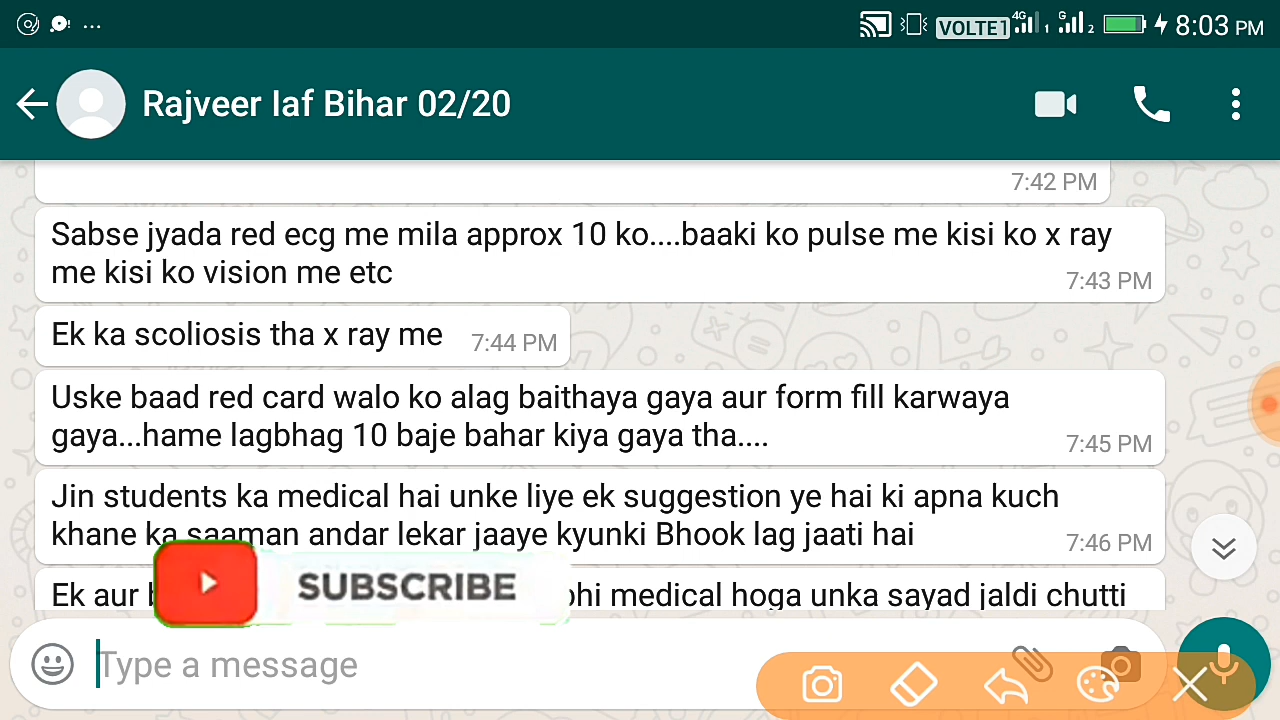 VOLTE1 4G 1 G 2 8:03 PM
Rajveer Iaf Bihar 02/20
7:42 PM
Sabse jyada red ecg me mila approx 10 ko....baaki ko pulse me kisi ko x ray
me kisi ko vision me etc
7:43 PM
Ek ka scoliosis tha x ray me 7:44 PM
Uske baad red card walo ko alag baithaya gaya aur form fill karwaya
gaya...hame lagbhag 10 baje bahar kiya gaya tha....
7:45 PM
Jin students ka medical hai unke liye ek suggestion ye hai ki apna kuch
khane ka saaman andar lekar jaaye kyunki Bhook lag jaati hai
7:46 PM
Ek aur medical hoga unka sayad jaldi chutti
SUBSCRIBE
Type a message